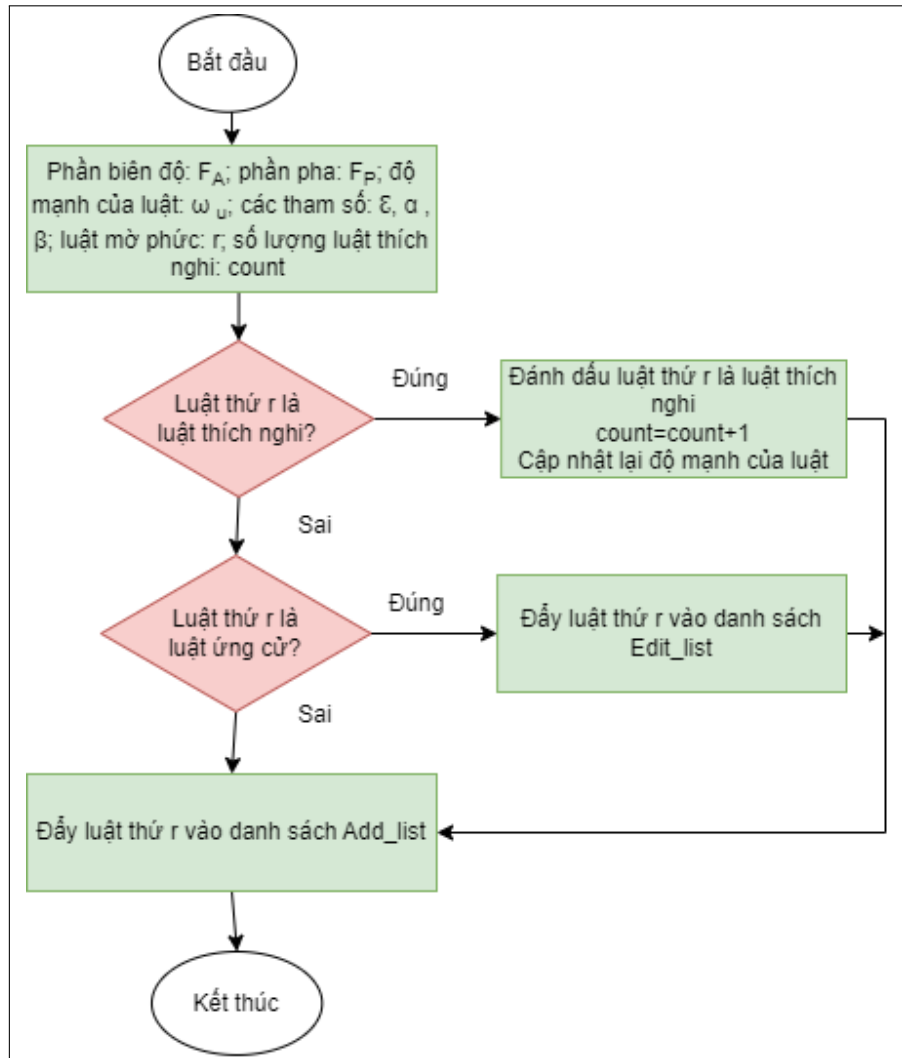 Bắt đầu
Phần biên độ: F_A; phần pha: F_P; độ
mạnh của luật: ω _u; các tham số: Ɛ, α ,
β; luật mờ phức: r; số lượng luật thích
nghi: count
Luật thứ r là
luật thích nghi?
Đúng
Đánh dấu luật thứ r là luật thích
nghi
count=count+1
Cập nhật lại độ mạnh của luật
Sai
Luật thứ r là
luật ứng cử?
Đúng
Đẩy luật thứ r vào danh sách
Edit_list
Sai
Đẩy luật thứ r vào danh sách Add_list
Kết thúc